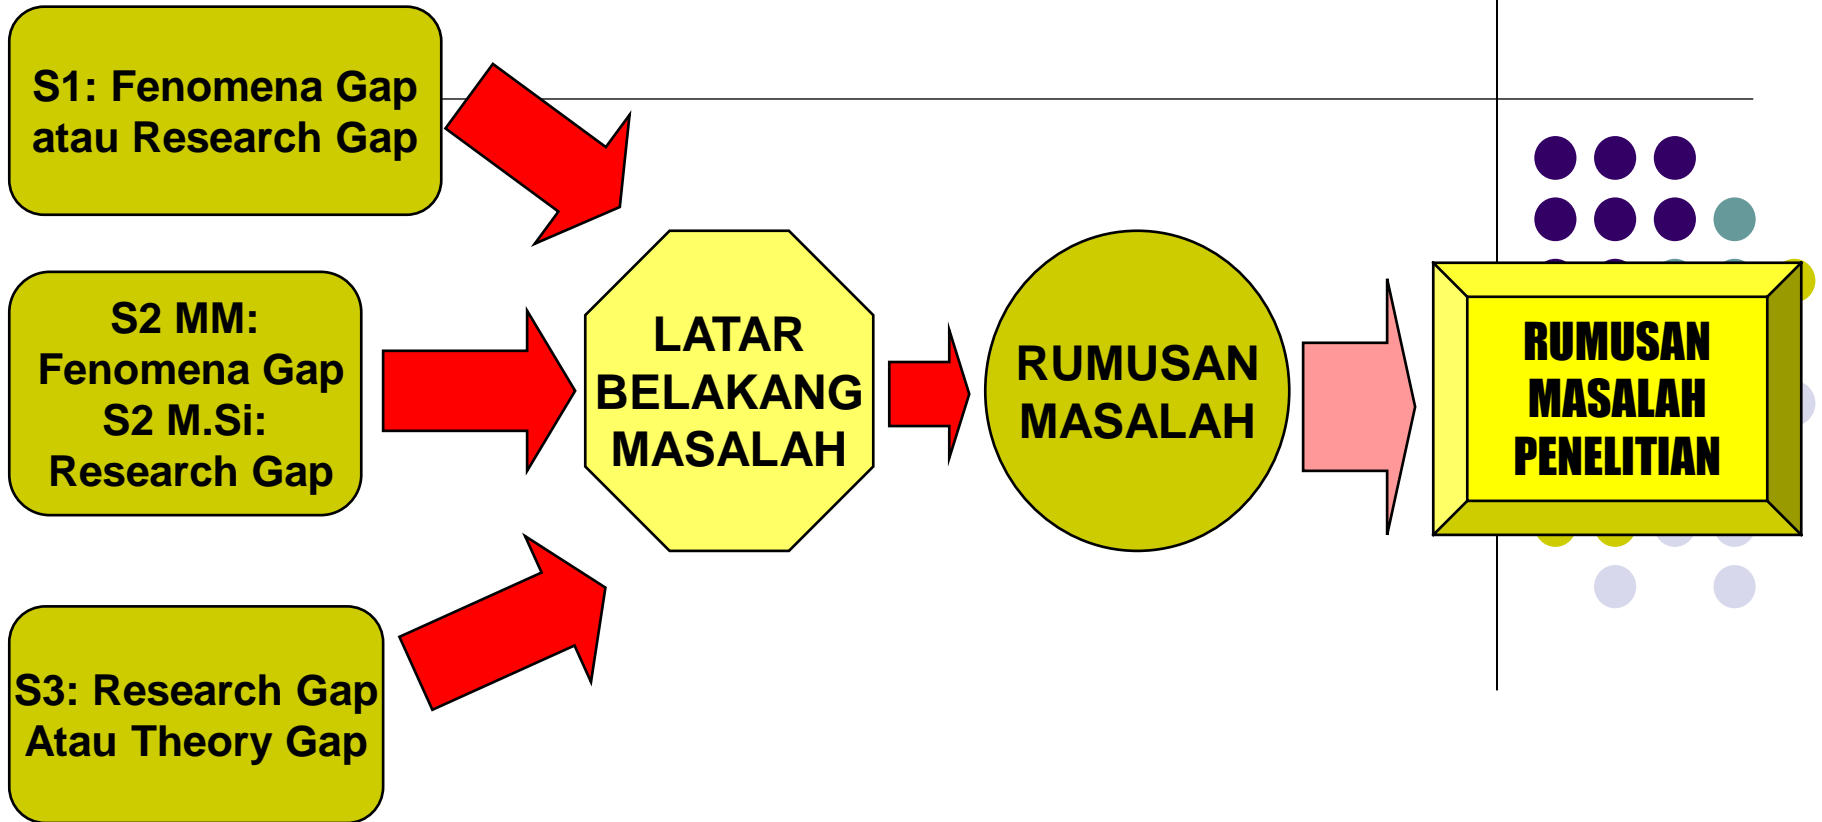 S1: Fenomena Gap
atau Research Gap
S2 MM:
Fenomena Gap
S2 M.Si:
Research Gap
S3: Research Gap
Atau Theory Gap
LATAR
BELAKANG
MASALAH
RUMUSAN
MASALAH
RUMUSAN
MASALAH
PENELITIAN